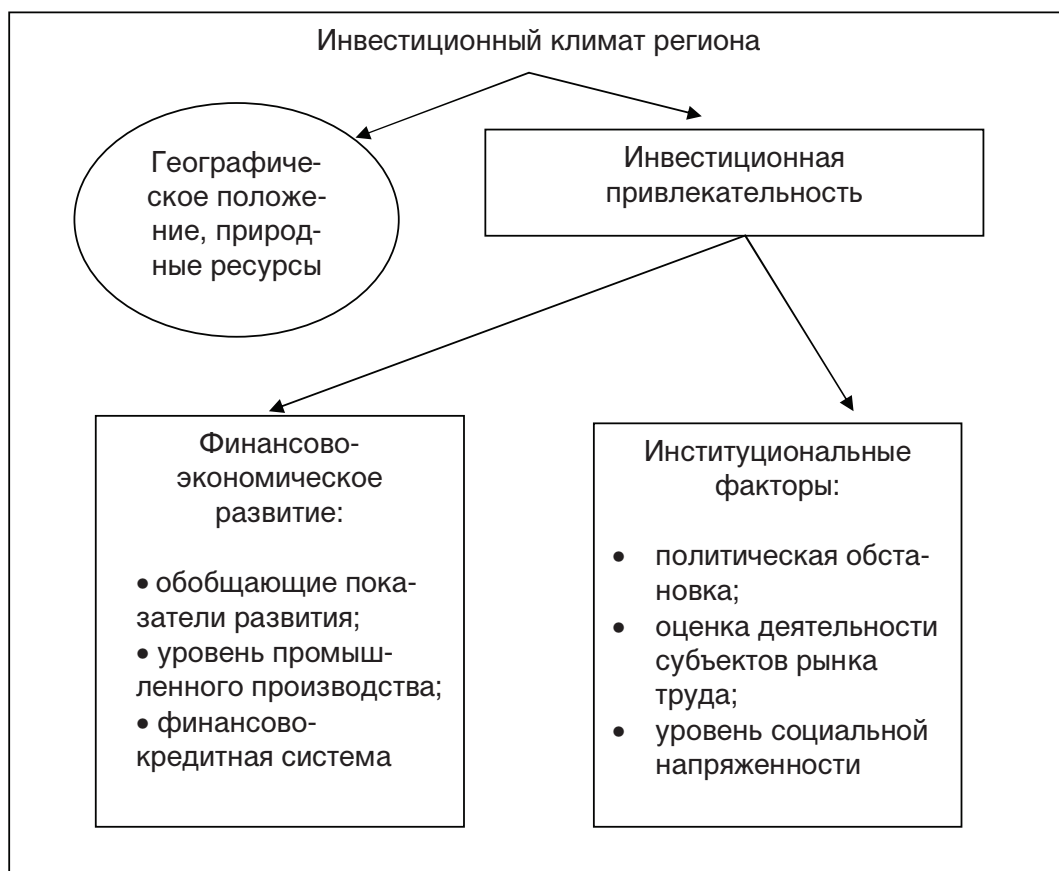 Инвестиционный климат региона
Географиче-
ское положе-
ние, природ-
ные ресурсы
Инвестиционная
привлекательность
Финансово-
экономическое
развитие:
• обобщающие пока-
затели развития;
• уровень промыш-
ленного производства;
• финансово-
кредитная система
Институциональные
факторы:
• политическая обста-
новка;
• оценка деятельности
субъектов рынка
труда;
• уровень социальной
напряженности